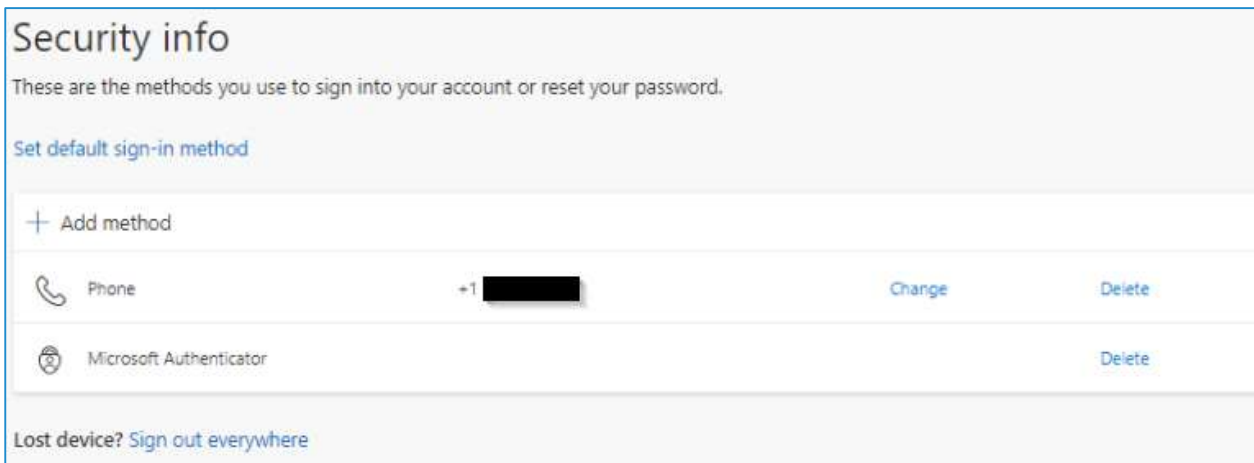 Security info
These are the methods you use to sign into your account or reset your password.
Set default sign-in method
+ Add method
Phone +1 Change Delete
Microsoft Authenticator Delete
Lost device? Sign out everywhere